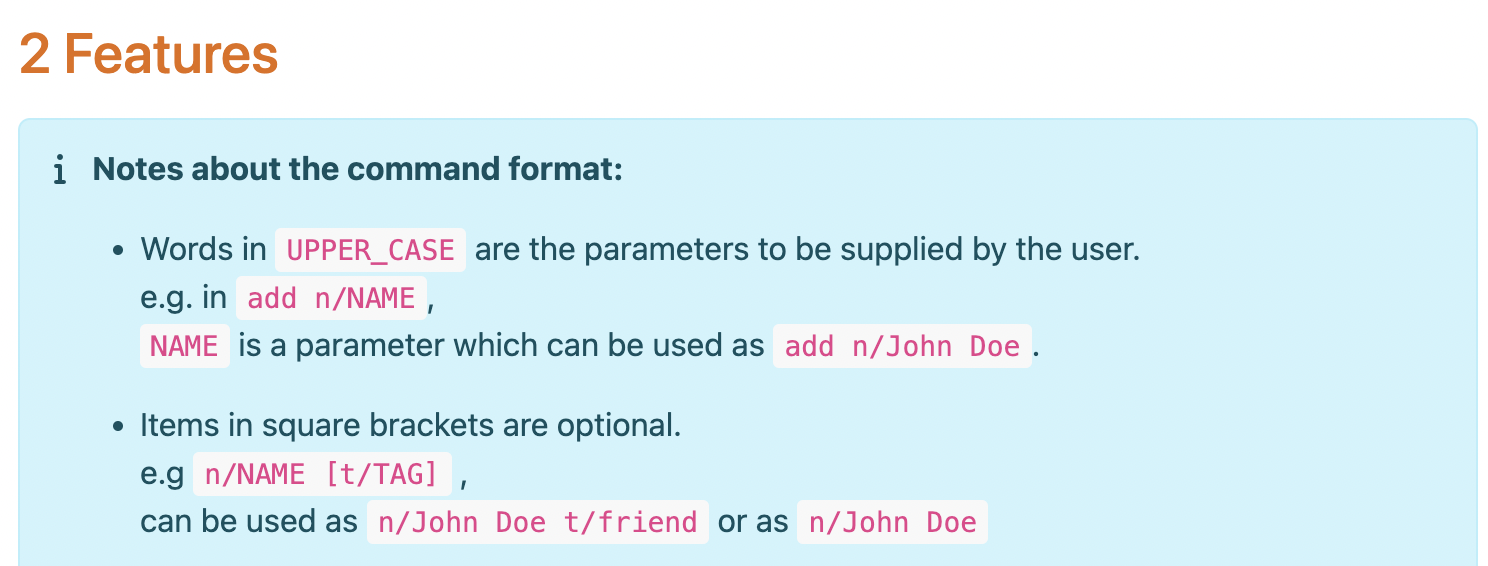 2 Features
i Notes about the command format:
• Words in UPPER_CASE are the parameters to be supplied by the user.
e.g. in add n/NAME,
NAME is a parameter which can be used as add n/John Doe.
• Items in square brackets are optional.
e.g n/NAME [t/TAG] ,
can be used as n/John Doe t/friend or as n/John Doe